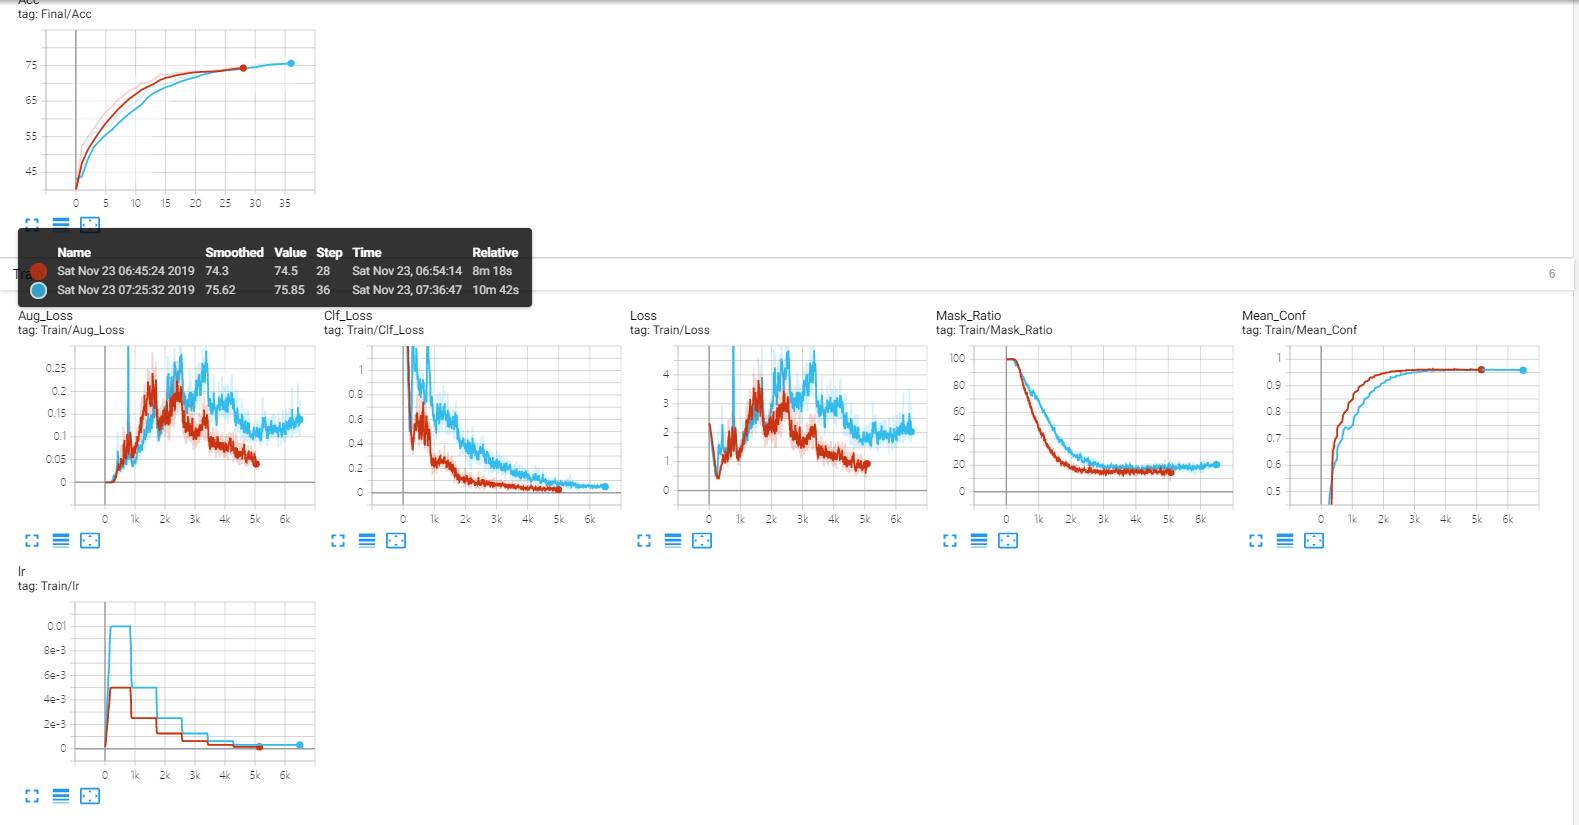 Acc
tag: Final/Acc
75
65
55
45
0 5 10 15 20 25 30 35
Name Smoothed Value Step Time Relative
Sat Nov 23 06:45:24 2019 74.3 74.5 28 Sat Nov 23, 06:54:14 8m 18s
Sat Nov 23 07:25:32 2019 75.62 75.85 36 Sat Nov 23, 07:36:47 10m 42s
Train
6
Aug_Loss
tag: Train/Aug_Loss
0.25
0.2
0.15
0.1
0.05
0
0 1k 2k 3k 4k 5k 6k
Clf_Loss
tag: Train/Clf_Loss
1
0.8
0.6
0.4
0.2
0
0 1k 2k 3k 4k 5k 6k
Loss
tag: Train/Loss
4
3
2
1
0
0 1k 2k 3k 4k 5k 6k
Mask_Ratio
tag: Train/Mask_Ratio
100
80
60
40
20
0
0 1k 2k 3k 4k 5k 6k
Mean_Conf
tag: Train/Mean_Conf
1
0.9
0.8
0.7
0.6
0.5
0 1k 2k 3k 4k 5k 6k
lr
tag: Train/lr
0.01
8e-3
6e-3
4e-3
2e-3
0
0 1k 2k 3k 4k 5k 6k